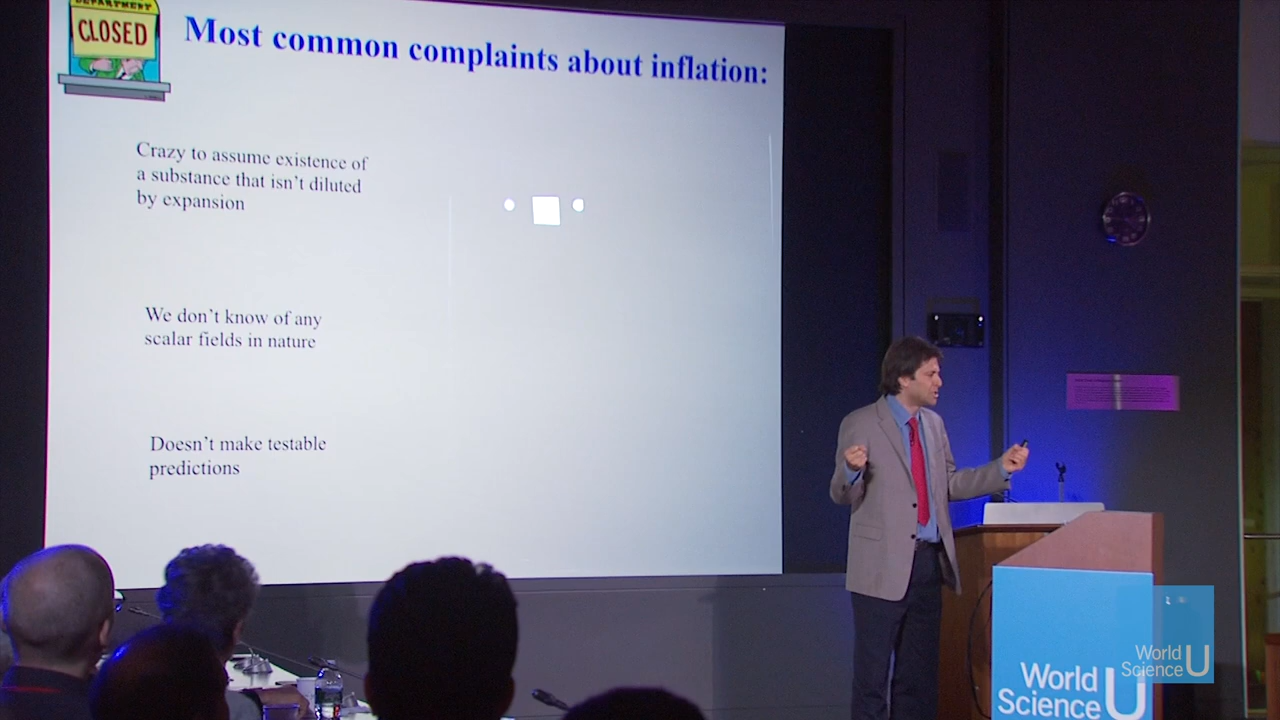 DEPARTMENT
CLOSED
Most common complaints about inflation:
Crazy to assume existence of
a substance that isn't diluted
by expansion
We don't know of any
scalar fields in nature
Doesn't make testable
predictions
World
Science U
World
Science U